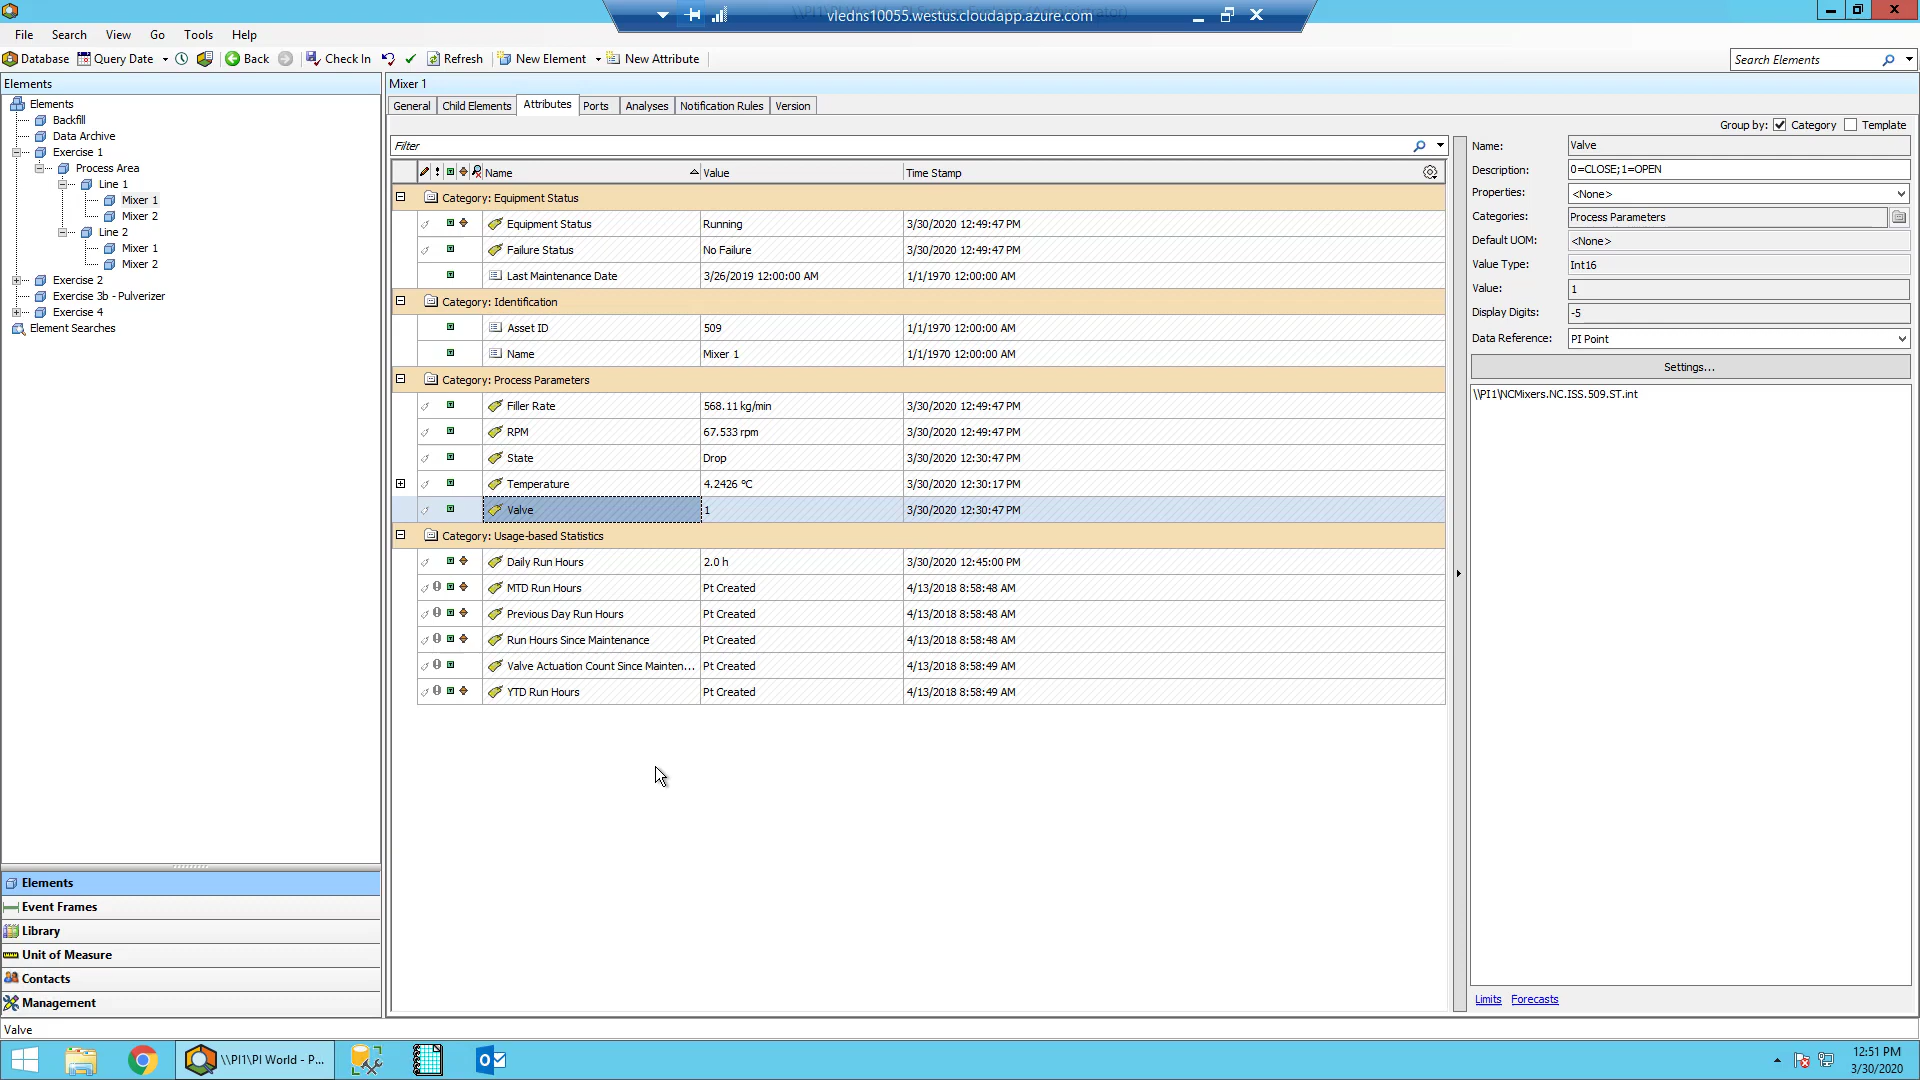 vledns10055.westus.cloudapp.azure.com
File Search View Go Tools Help
Database Query Date Back Check In Refresh New Element New Attribute
Search Elements
Elements
Elements
Backfill
Data Archive
Exercise 1
Process Area
Line 1
Mixer 1
Mixer 2
Line 2
Mixer 1
Mixer 2
Exercise 2
Exercise 3b - Pulverizer
Exercise 4
Element Searches
Elements
Event Frames
Library
Unit of Measure
Contacts
Management
Mixer 1
General Child Elements Attributes Ports Analyses Notification Rules Version
Group by: Category Template
Filter
Name Value Time Stamp
Category: Equipment Status
Equipment Status Running 3/30/2020 12:49:47 PM
Failure Status No Failure 3/30/2020 12:49:47 PM
Last Maintenance Date 3/26/2019 12:00:00 AM 1/1/1970 12:00:00 AM
Category: Identification
Asset ID 509 1/1/1970 12:00:00 AM
Name Mixer 1 1/1/1970 12:00:00 AM
Category: Process Parameters
Filler Rate 568.11 kg/min 3/30/2020 12:49:47 PM
RPM 67.533 rpm 3/30/2020 12:49:47 PM
State Drop 3/30/2020 12:30:47 PM
Temperature 4.2426 °C 3/30/2020 12:30:17 PM
Valve 1 3/30/2020 12:30:47 PM
Category: Usage-based Statistics
Daily Run Hours 2.0 h 3/30/2020 12:45:00 PM
MTD Run Hours Pt Created 4/13/2018 8:58:48 AM
Previous Day Run Hours Pt Created 4/13/2018 8:58:48 AM
Run Hours Since Maintenance Pt Created 4/13/2018 8:58:48 AM
Valve Actuation Count Since Mainten... Pt Created 4/13/2018 8:58:49 AM
YTD Run Hours Pt Created 4/13/2018 8:58:49 AM
Name: Valve
Description: 0=CLOSE;1=OPEN
Properties: <None>
Categories: Process Parameters
Default UOM: <None>
Value Type: Int16
Value: 1
Display Digits: -5
Data Reference: PI Point
Settings...
\\PI1\NCMixers.NC.ISS.509.ST.int
Limits Forecasts
Valve
\\PI1\PI World - P...
12:51 PM
3/30/2020